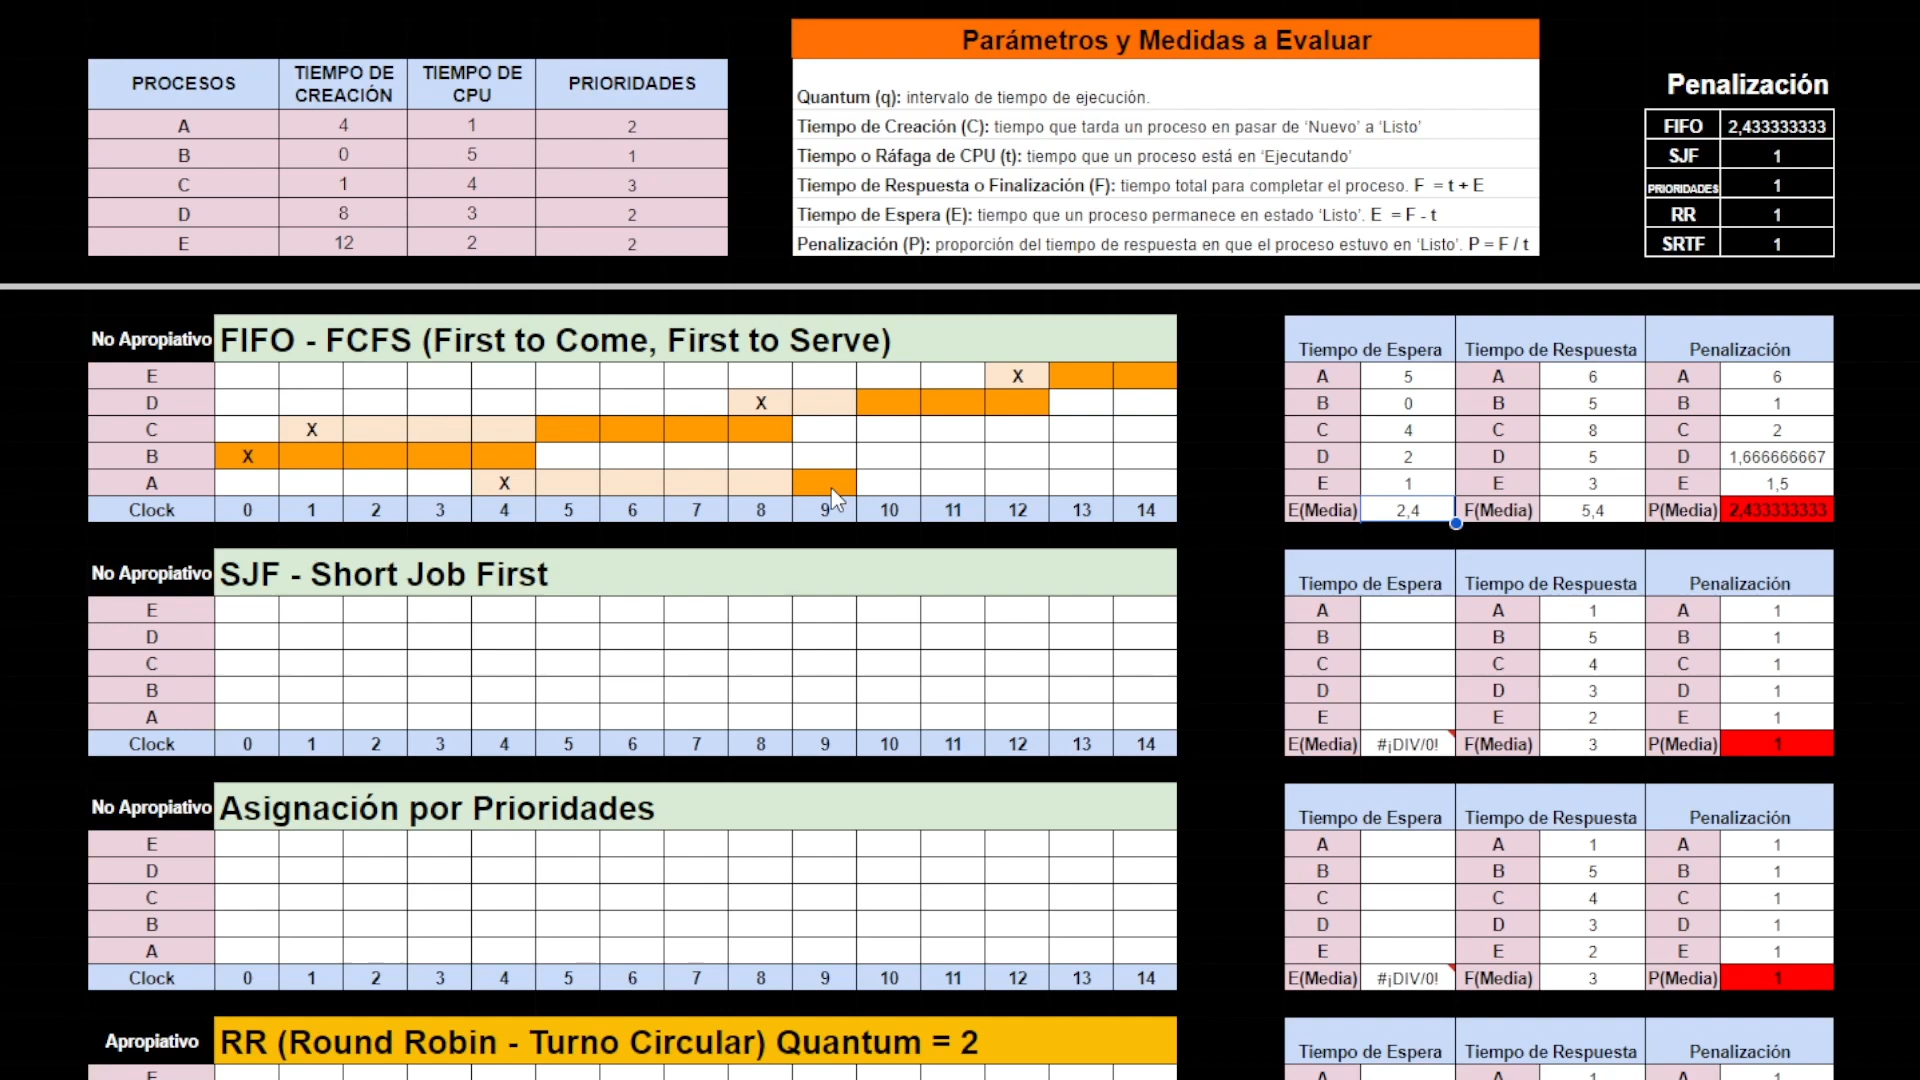 Parámetros y Medidas a Evaluar
PROCESOS TIEMPO DE CREACIÓN TIEMPO DE CPU PRIORIDADES
A 4 1 2
B 0 5 1
C 1 4 3
D 8 3 2
E 12 2 2
Quantum (q): intervalo de tiempo de ejecución.
Tiempo de Creación (C): tiempo que tarda un proceso en pasar de ‘Nuevo’ a ‘Listo’
Tiempo o Ráfaga de CPU (t): tiempo que un proceso está en ‘Ejecutando’
Tiempo de Respuesta o Finalización (F): tiempo total para completar el proceso. F = t + E
Tiempo de Espera (E): tiempo que un proceso permanece en estado ‘Listo’. E = F - t
Penalización (P): proporción del tiempo de respuesta en que el proceso estuvo en ‘Listo’. P = F / t
Penalización
FIFO 2,433333333
SJF 1
PRIORIDADES 1
RR 1
SRTF 1
No Apropiativo FIFO - FCFS (First to Come, First to Serve)
E X
D X
C X
B X
A X
Clock 0 1 2 3 4 5 6 7 8 9 10 11 12 13 14
Tiempo de Espera Tiempo de Respuesta Penalización
A 5 A 6 A 6
B 0 B 5 B 1
C 4 C 8 C 2
D 2 D 5 D 1,666666667
E 1 E 3 E 1,5
E(Media) 2,4 F(Media) 5,4 P(Media) 2,433333333
No Apropiativo SJF - Short Job First
E
D
C
B
A
Clock 0 1 2 3 4 5 6 7 8 9 10 11 12 13 14
Tiempo de Espera Tiempo de Respuesta Penalización
A A 1 A 1
B B 5 B 1
C C 4 C 1
D D 3 D 1
E E 2 E 1
E(Media) #¡DIV/0! F(Media) 3 P(Media) 1
No Apropiativo Asignación por Prioridades
E
D
C
B
A
Clock 0 1 2 3 4 5 6 7 8 9 10 11 12 13 14
Tiempo de Espera Tiempo de Respuesta Penalización
A A 1 A 1
B B 5 B 1
C C 4 C 1
D D 3 D 1
E E 2 E 1
E(Media) #¡DIV/0! F(Media) 3 P(Media) 1
Apropiativo RR (Round Robin - Turno Circular) Quantum = 2
E
Tiempo de Espera Tiempo de Respuesta Penalización
A A 1 A 1